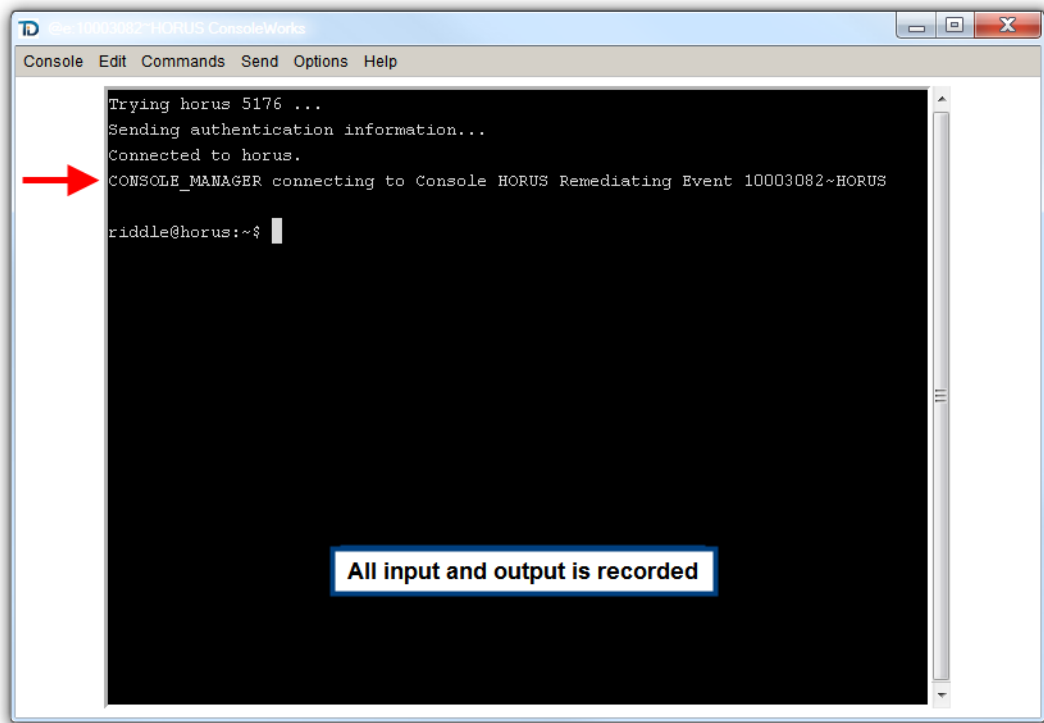 @e:10003082~HORUS ConsoleWorks
Console Edit Commands Send Options Help
Trying horus 5176 ...
Sending authentication information...
Connected to horus.
CONSOLE_MANAGER connecting to Console HORUS Remediating Event 10003082~HORUS
riddle@horus:~$
All input and output is recorded